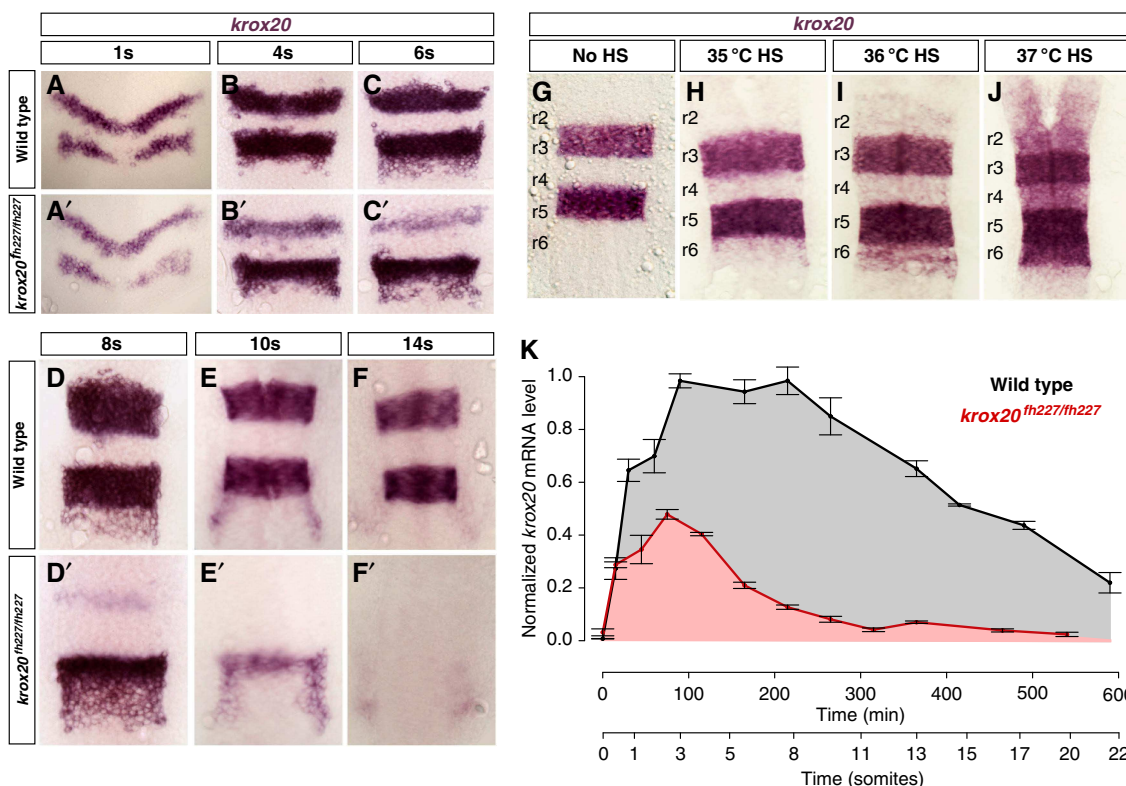 krox20
1s 4s 6s
Wild type
A B C
krox20fh227/fh227
A′ B′ C′
8s 10s 14s
Wild type
D E F
krox20fh227/fh227
D′ E′ F′
krox20
No HS 35 °C HS 36 °C HS 37 °C HS
G H I J
r2 r2 r2 r2
r3 r3 r3 r3
r4 r4 r4 r4
r5 r5 r5 r5
r6 r6 r6 r6
K
Normalized krox20 mRNA level
1.0
0.8
0.6
0.4
0.2
0.0
Wild type
krox20fh227/fh227
0 100 200 300 400 500
Time (min)
0 1 3 5 8 11 13 15 17 20 22
Time (somites)